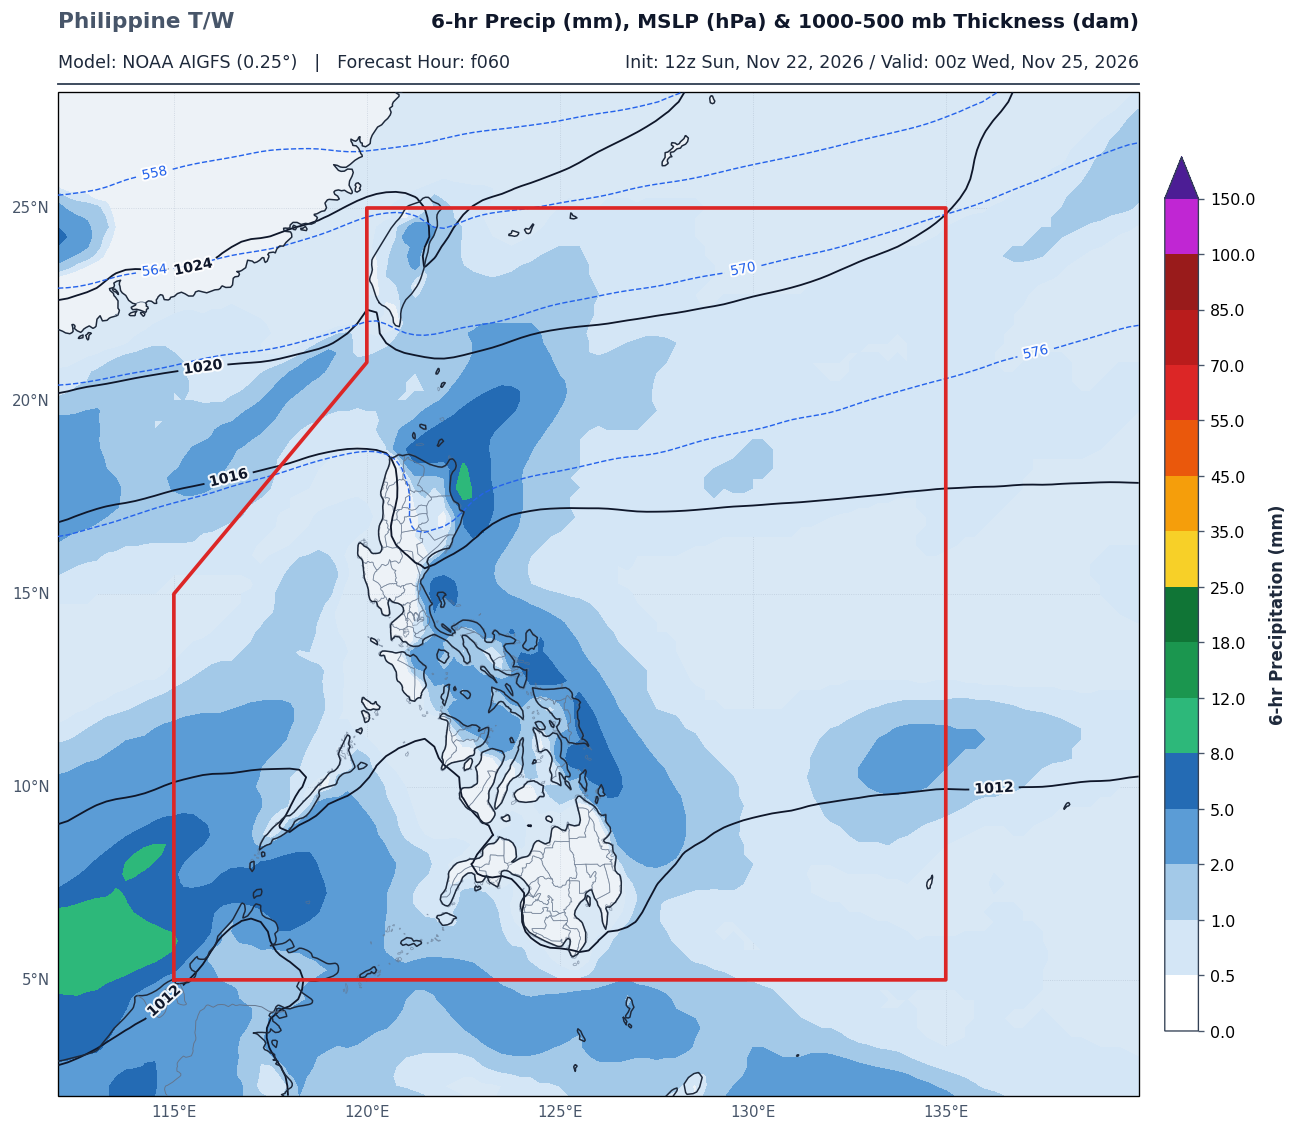 Philippine T/W
6-hr Precip (mm), MSLP (hPa) & 1000-500 mb Thickness (dam)
Model: NOAA AIGFS (0.25°) | Forecast Hour: f060
Init: 12z Sun, Nov 22, 2026 / Valid: 00z Wed, Nov 25, 2026
558
564
1024
570
576
1020
1016
1012
1012
25°N
20°N
15°N
10°N
5°N
115°E
120°E
125°E
130°E
135°E
150.0
100.0
85.0
70.0
55.0
45.0
35.0
25.0
18.0
12.0
8.0
5.0
2.0
1.0
0.5
0.0
6-hr Precipitation (mm)